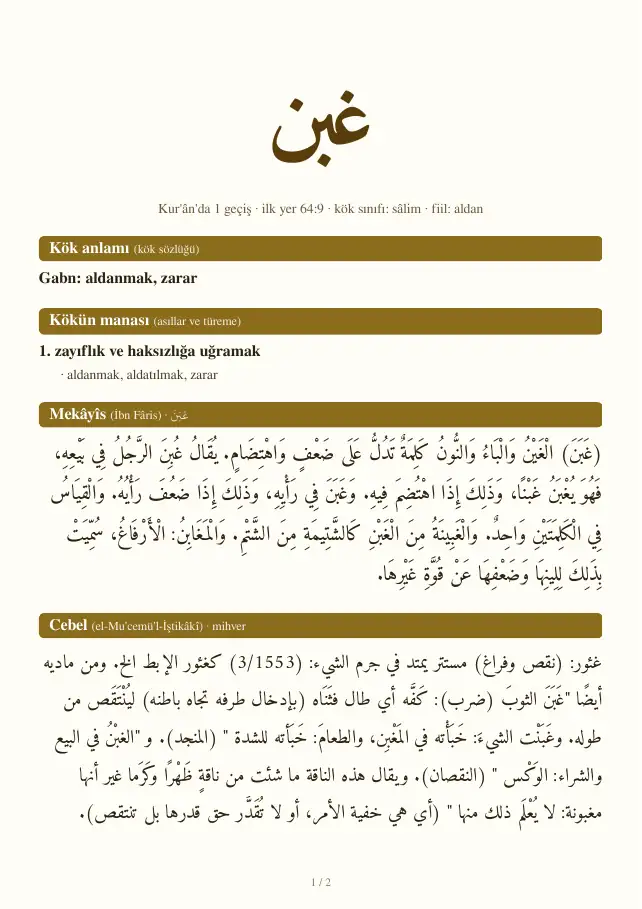 غبن
Kur'ân'da 1 geçiş · ilk yer 64:9 · kök sınıfı: sâlim · fiil: aldan
Kök anlamı (kök sözlüğü)
Gabn: aldanmak, zarar
Kökün manası (asıllar ve türeme)
1. zayıflık ve haksızlığa uğramak
· aldanmak, aldatılmak, zarar
Mekâyîs (İbn Fâris) · غَبَنَ
(غَبَنَ) الْغَيْنُ وَالْبَاءُ وَالنُّونُ كَلِمَةٌ تَدُلُّ عَلَى ضَعْفٍ وَاهْتِضَامٍ. يُقَالُ غُبِنَ الرَّجُلُ فِي بَيْعِهِ،
فَهُوَ يُغْبَنُ غَبْنًا، وَذَلِكَ إِذَا اهْتُضِمَ فِيهِ. وَغَبَنَ فِي رَأْيِهِ، وَذَلِكَ إِذَا ضَعُفَ رَأْيُهُ. وَالْقِيَاسُ
فِي الْكَلِمَتَيْنِ وَاحِدٌ. وَالْغَبِينَةُ مِنَ الْغَبْنِ كَالشَّتِيمَةِ مِنَ الشَّتْمِ. وَالْمَغَابِنُ: الْأَرْفَاغُ، سُمِّيَتْ
بِذَلِكَ لِلِينِهَا وَضَعْفِهَا عَنْ قُوَّةِ غَيْرِهَا.
Cebel (el-Mu'cemü'l-İştikâkî) · mihver
غئور: (نقص وفراغ) مستتر يمتد في جرم الشيء: (3/1553) كغئور الإبط الخ. ومن ماديه
أيضًا "غَبَنَ الثوبَ (ضرب): كَفَّه أي طال فثَنَاه (بإدخال طرفه تجاه باطنه) ليُنْتَقَص من
طوله. وغَبَنْت الشيءَ: خَبَأْته في المَغْبِن، والطعامَ: خَبَأته للشدة " (المنجد). و "الغبْنُ في البيع
والشراء: الوَكْس " (النقصان). ويقال هذه الناقة ما شئت من ناقةٍ ظَهْرًا وكَرَما غير أنها
مغبونة: لا يُعْلَم ذلك منها " (أي هي خفية الأمر، أو لا تُقَدَّر حق قدرها بل تنتقص).
1 / 2